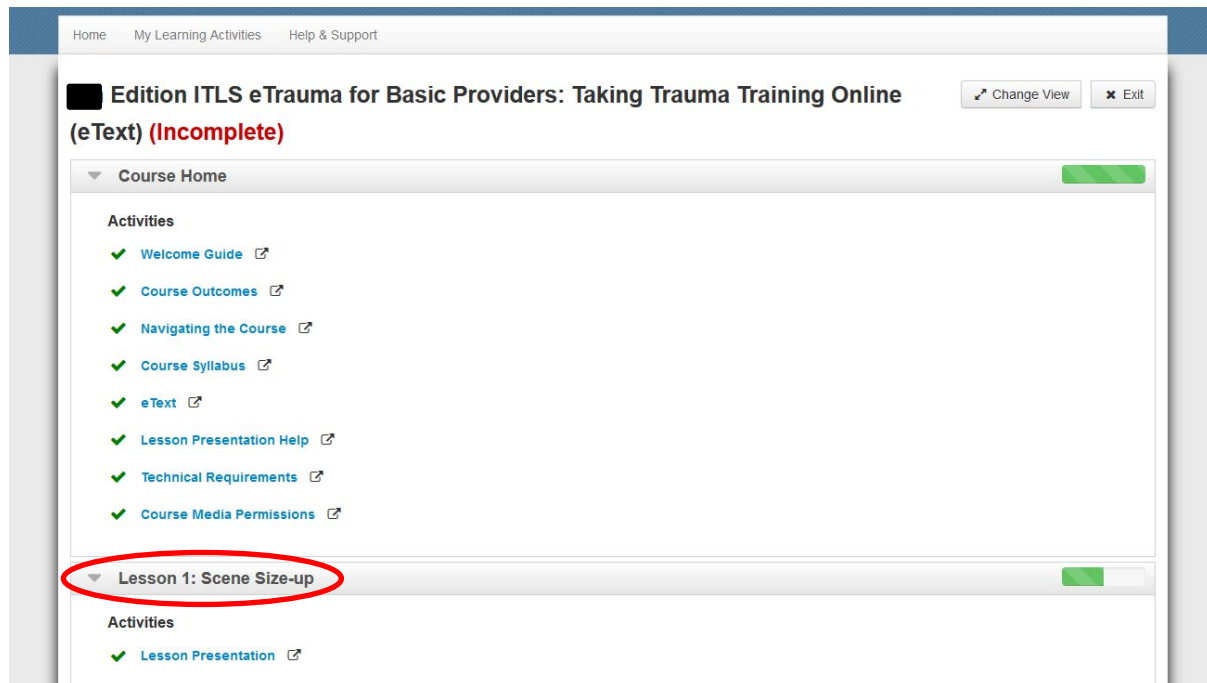 Home My Learning Activities Help & Support
Edition ITLS eTrauma for Basic Providers: Taking Trauma Training Online
Change View
Exit
(eText) (Incomplete)
Course Home
Activities
Welcome Guide
Course Outcomes
Navigating the Course
Course Syllabus
eText
Lesson Presentation Help
Technical Requirements
Course Media Permissions
Lesson 1: Scene Size-up
Activities
Lesson Presentation